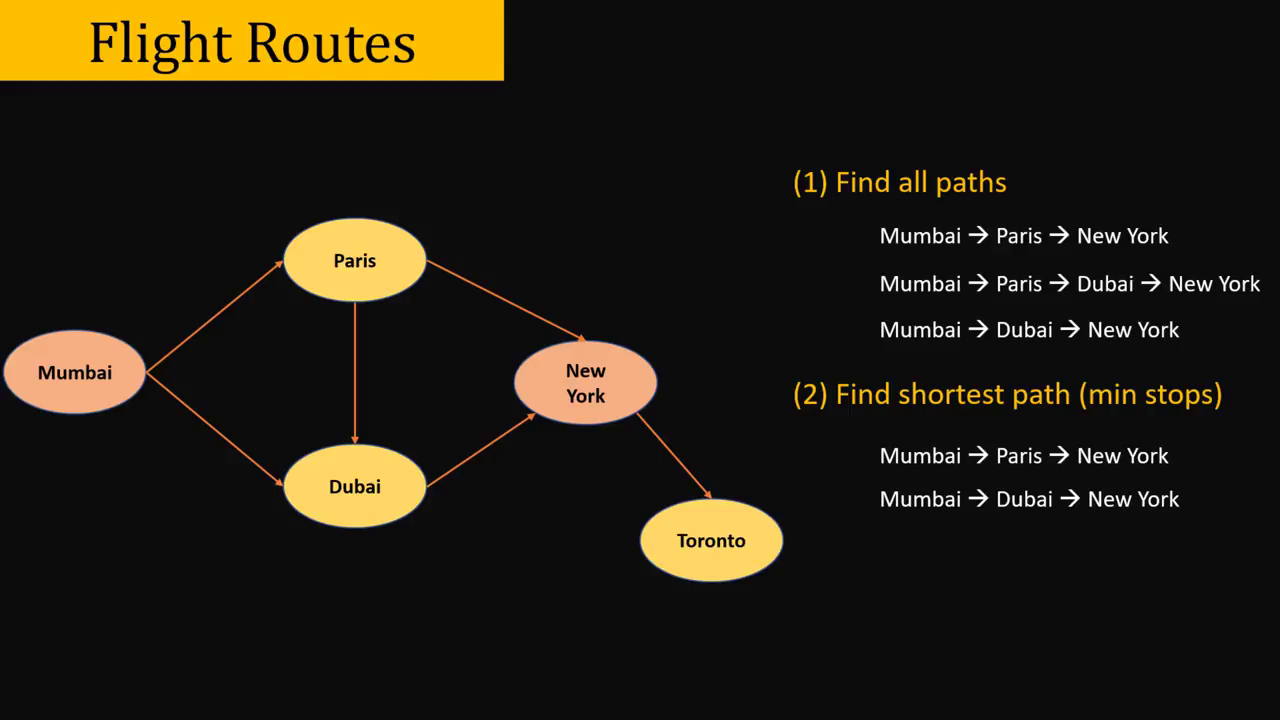 Flight Routes
Paris
Mumbai
New
York
Dubai
Toronto
(1) Find all paths
Mumbai → Paris → New York
Mumbai → Paris → Dubai → New York
Mumbai → Dubai → New York
(2) Find shortest path (min stops)
Mumbai → Paris → New York
Mumbai → Dubai → New York